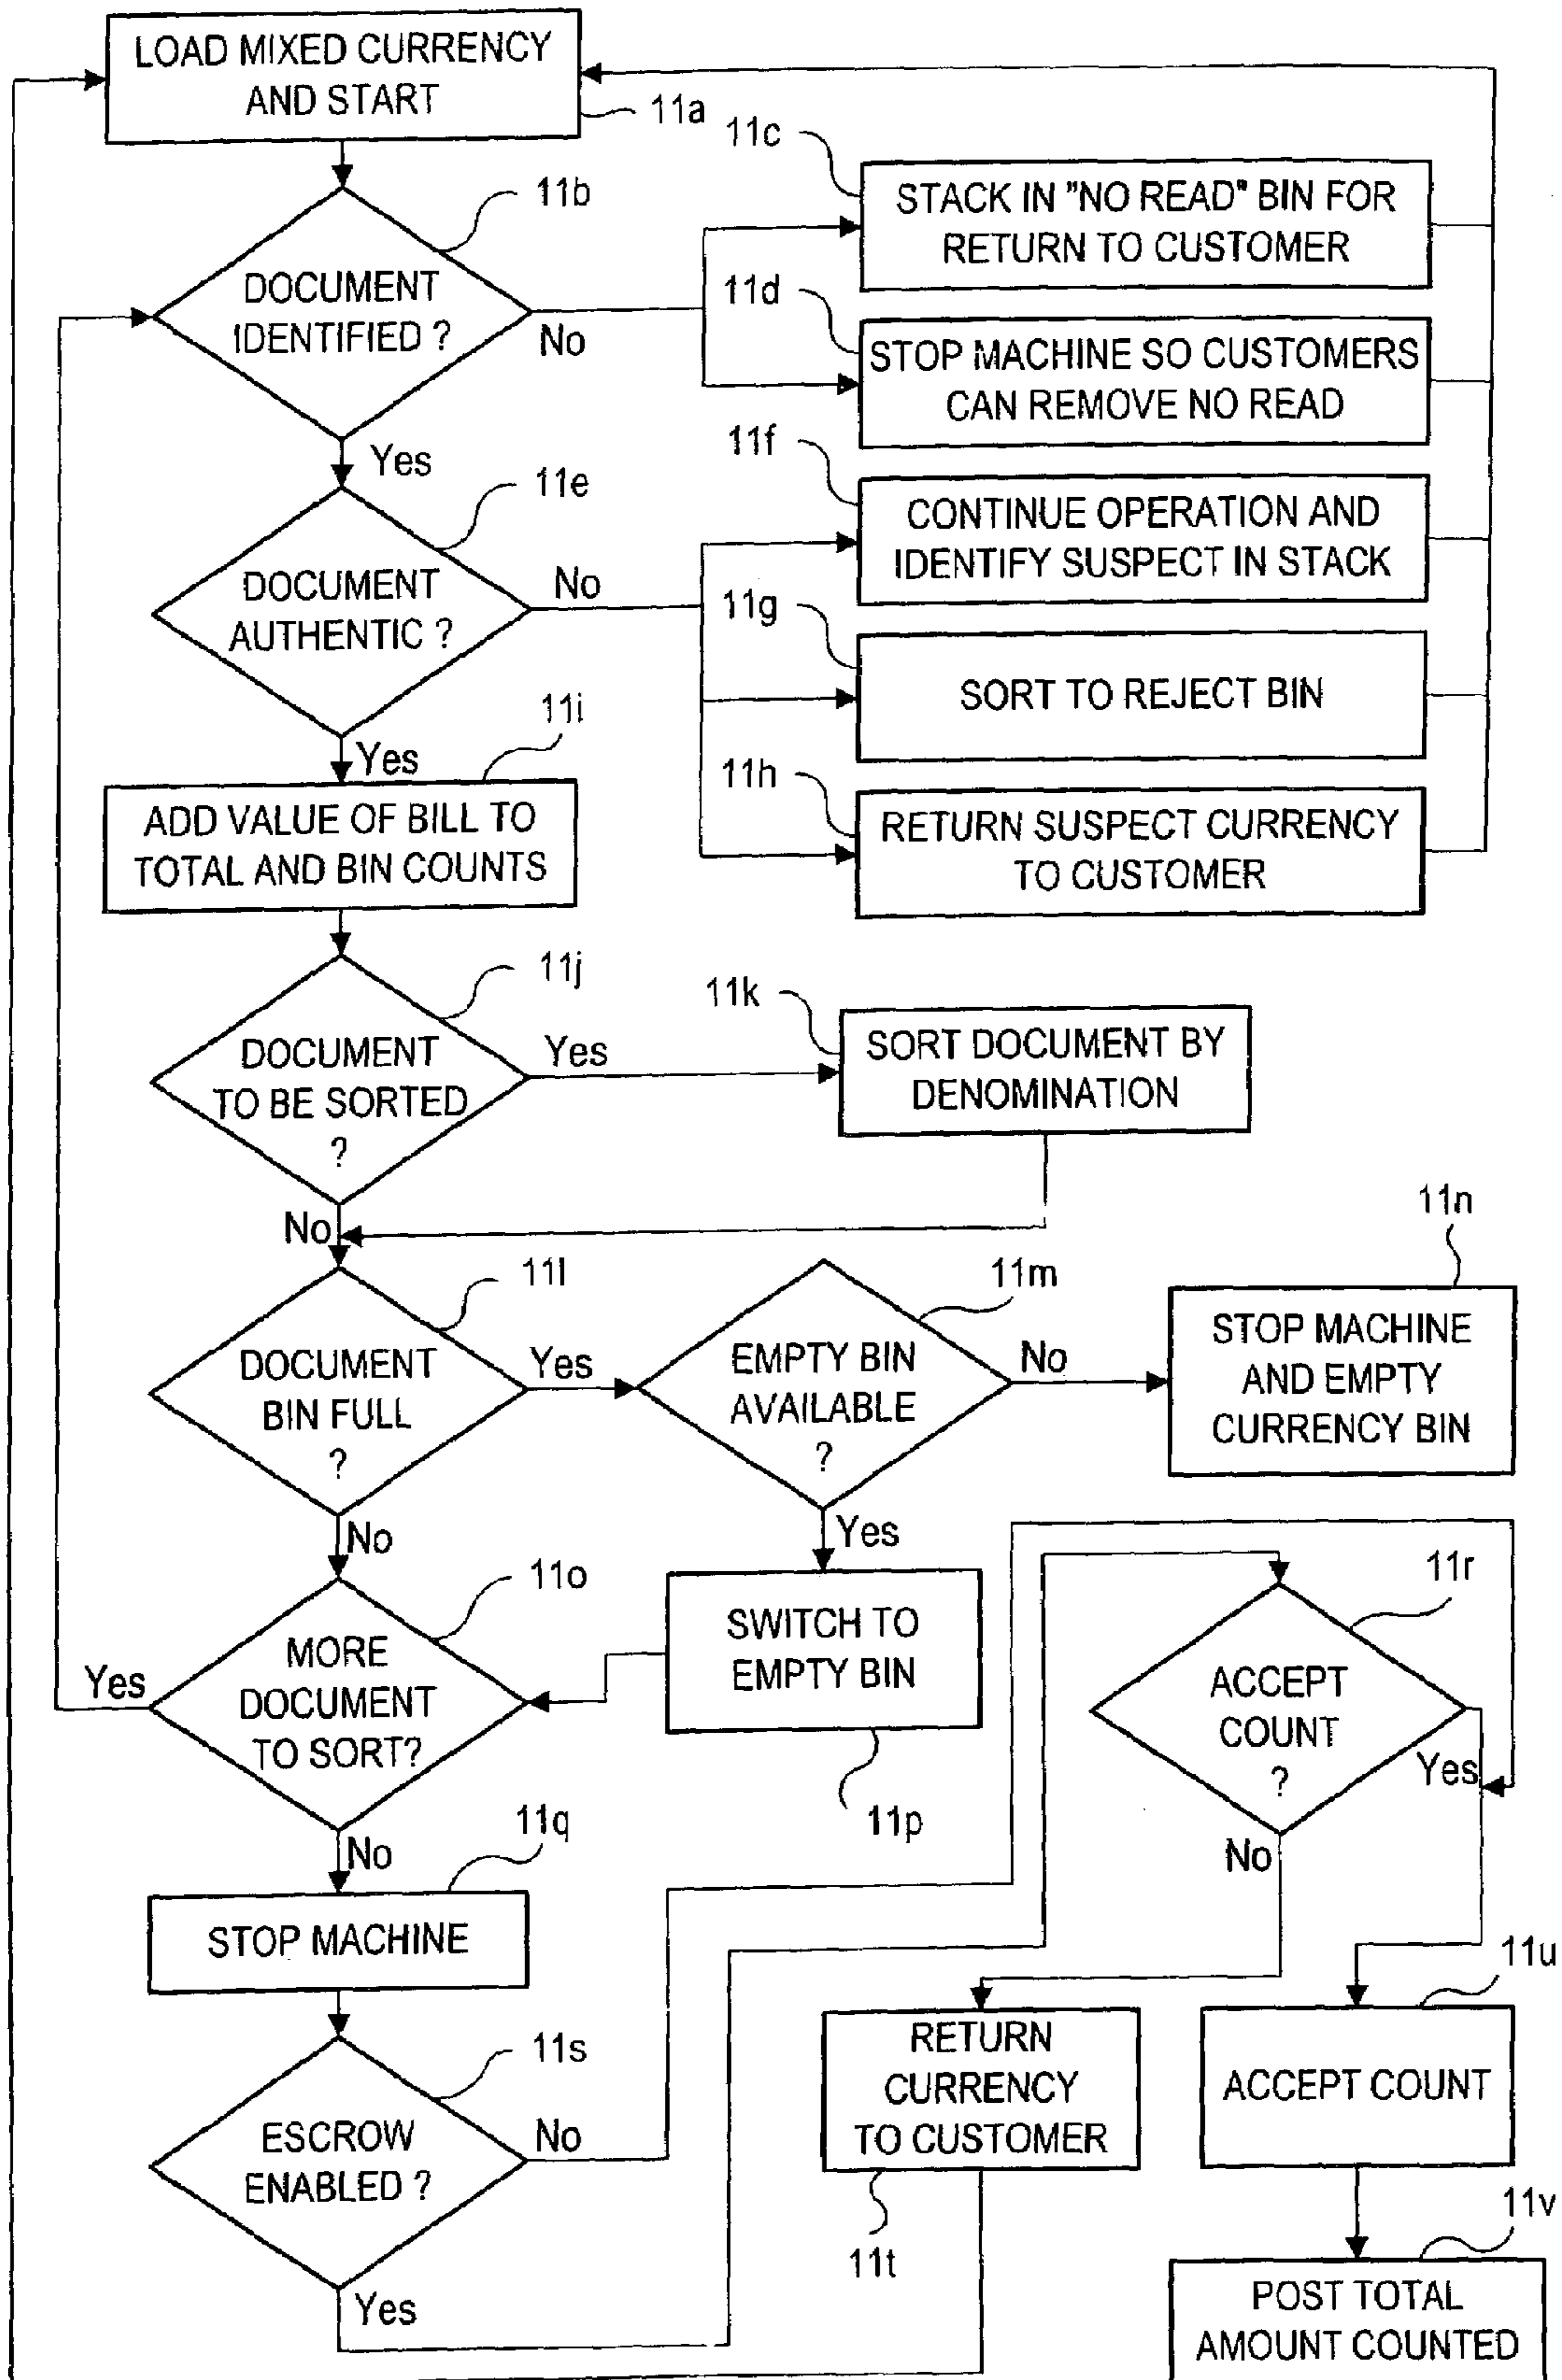 LOAD MIXED CURRENCY
AND START
11a
11b
DOCUMENT
IDENTIFIED ?
No
Yes
11c
STACK IN "NO READ" BIN FOR
RETURN TO CUSTOMER
11d
STOP MACHINE SO CUSTOMERS
CAN REMOVE NO READ
11e
DOCUMENT
AUTHENTIC ?
No
Yes
11f
CONTINUE OPERATION AND
IDENTIFY SUSPECT IN STACK
11g
SORT TO REJECT BIN
11h
RETURN SUSPECT CURRENCY
TO CUSTOMER
11i
ADD VALUE OF BILL TO
TOTAL AND BIN COUNTS
11j
DOCUMENT
TO BE SORTED
?
Yes
No
11k
SORT DOCUMENT BY
DENOMINATION
11l
DOCUMENT
BIN FULL
?
Yes
No
11m
EMPTY BIN
AVAILABLE
?
No
Yes
11n
STOP MACHINE
AND EMPTY
CURRENCY BIN
11o
MORE
DOCUMENT
TO SORT?
Yes
No
SWITCH TO
EMPTY BIN
11p
11r
ACCEPT
COUNT
?
Yes
No
11q
STOP MACHINE
11s
ESCROW
ENABLED ?
No
Yes
RETURN
CURRENCY
TO CUSTOMER
11t
11u
ACCEPT COUNT
11v
POST TOTAL
AMOUNT COUNTED